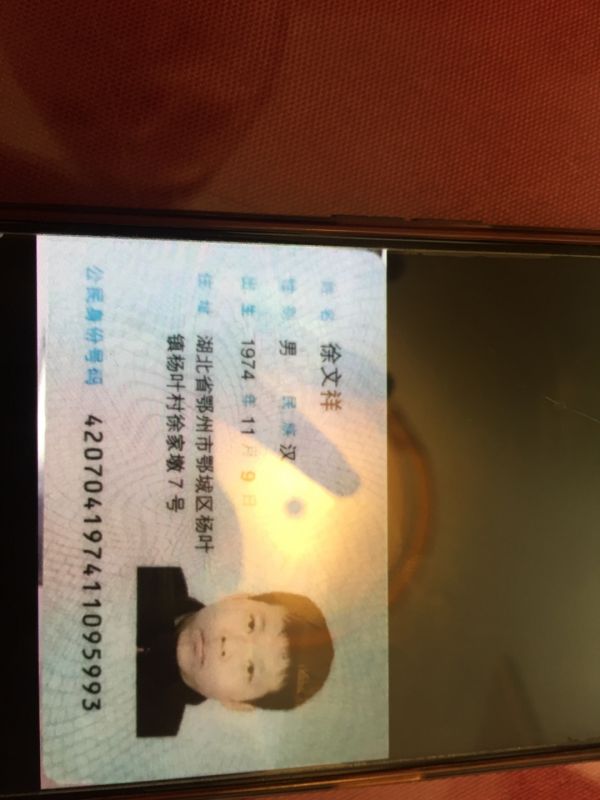 姓名 徐文祥
性别 男 民族 汉
出生 1974 年 11 月 9 日
住址 湖北省鄂州市鄂城区杨叶
镇杨叶村徐家墩7号
公民身份号码 420704197411095993